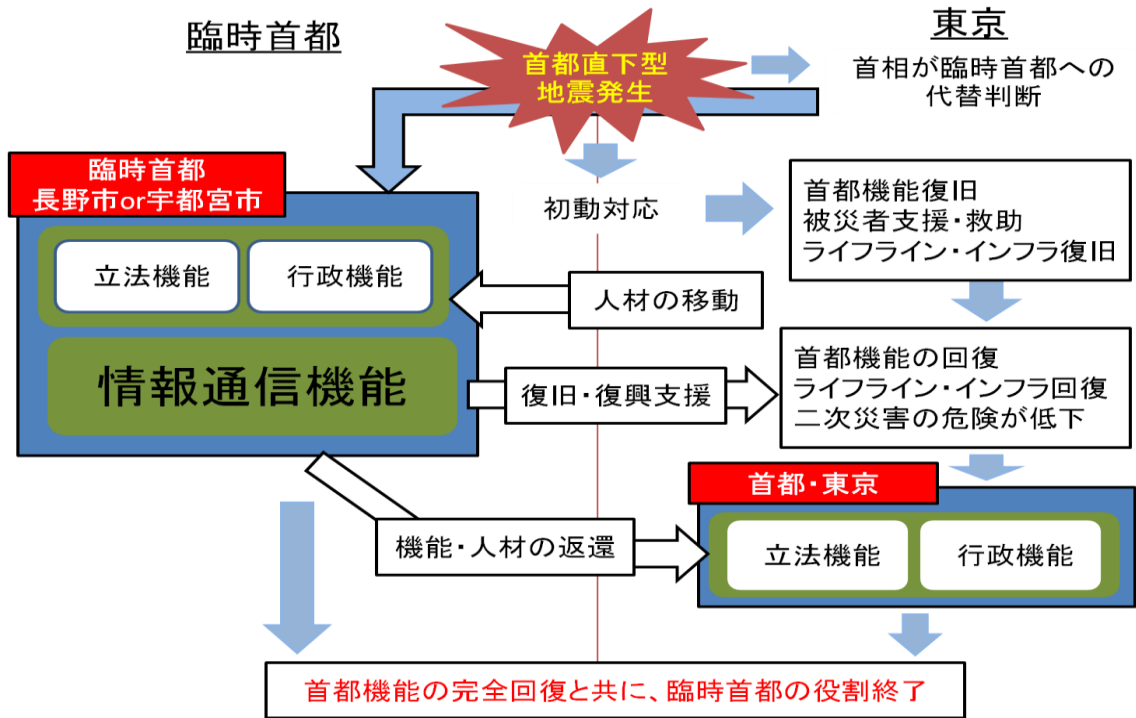 臨時首都
首都直下型
地震発生
東京
首相が臨時首都への
代替判断
臨時首都
長野市or宇都宮市
立法機能
行政機能
情報通信機能
初動対応
首都機能復旧
被災者支援・救助
ライフライン・インフラ復旧
人材の移動
復旧・復興支援
首都機能の回復
ライフライン・インフラ回復
二次災害の危険が低下
機能・人材の返還
首都・東京
立法機能
行政機能
首都機能の完全回復と共に、臨時首都の役割終了